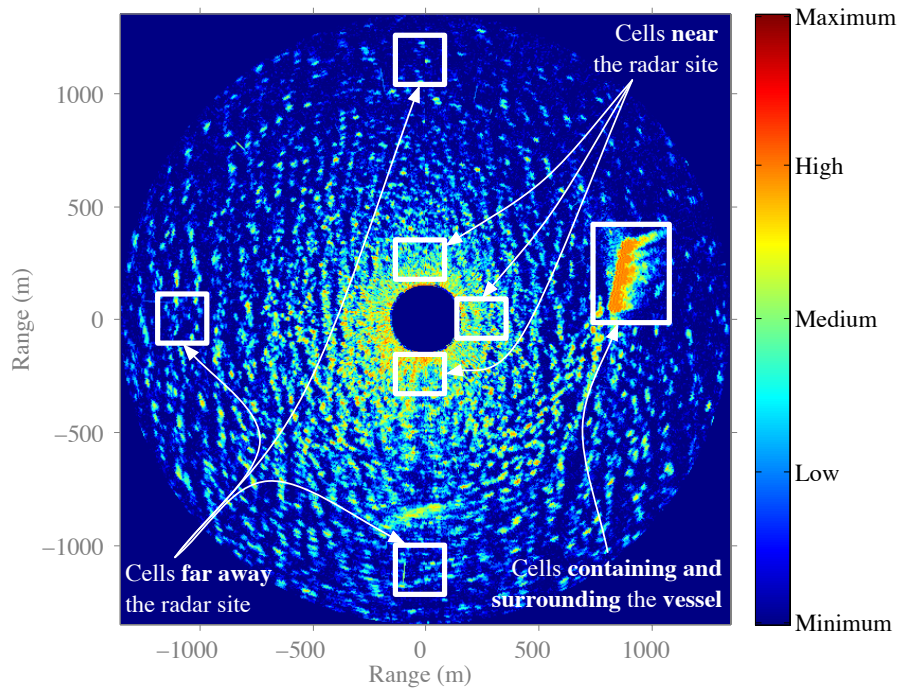 Cells near
the radar site
Cells far away
the radar site
Cells containing and
surrounding the vessel
1000
500
0
−500
−1000
Range (m)
−1000
−500
0
500
1000
Range (m)
Maximum
High
Medium
Low
Minimum